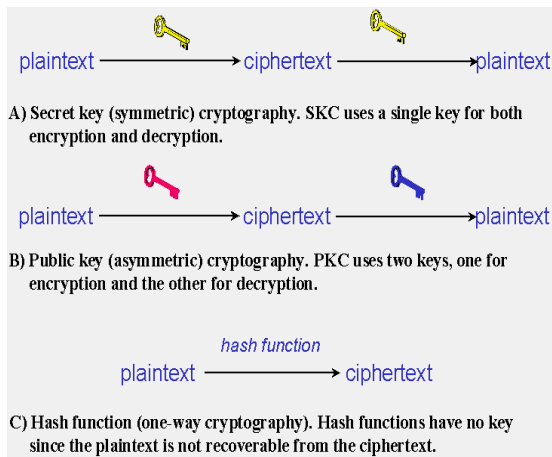 plaintext ciphertext plaintext
A) Secret key (symmetric) cryptography. SKC uses a single key for both
encryption and decryption.
plaintext ciphertext plaintext
B) Public key (asymmetric) cryptography. PKC uses two keys, one for
encryption and the other for decryption.
hash function
plaintext ciphertext
C) Hash function (one-way cryptography). Hash functions have no key
since the plaintext is not recoverable from the ciphertext.